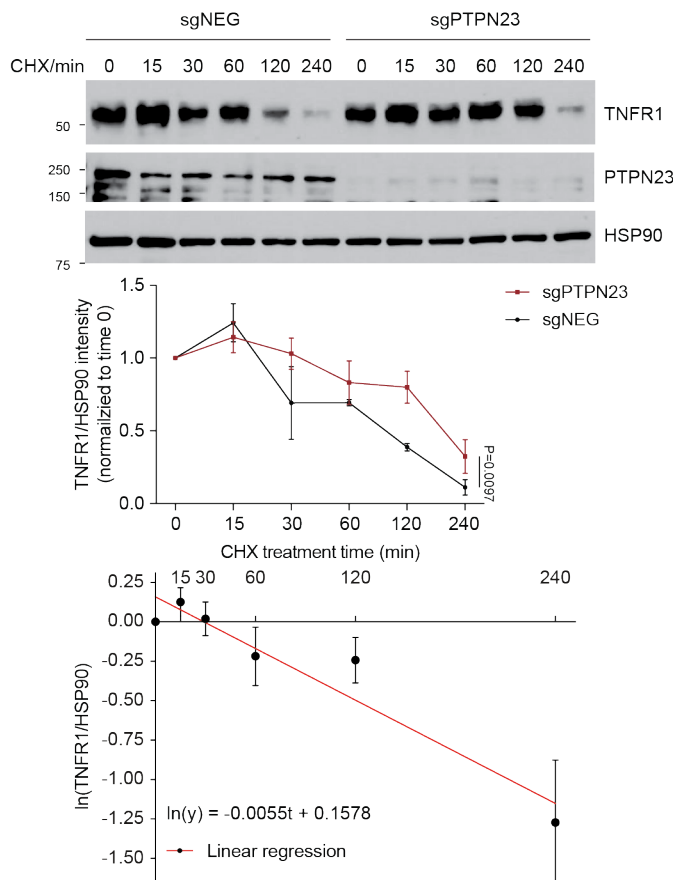 sgNEG sgPTPN23
CHX/min 0 15 30 60 120 240 0 15 30 60 120 240
TNFR1
50
250
PTPN23
150
HSP90
75
1.5
1.0
0.5
0.0
TNFR1/HSP90 intensity
(normailzied to time 0)
sgPTPN23
sgNEG
P=0.0097
0 15 30 60 120 240
CHX treatment time (min)
15 30 60 120 240
0.25
0.00
-0.25
-0.50
-0.75
-1.00
-1.25
-1.50
ln(TNFR1/HSP90)
ln(y) = -0.0055t + 0.1578
Linear regression